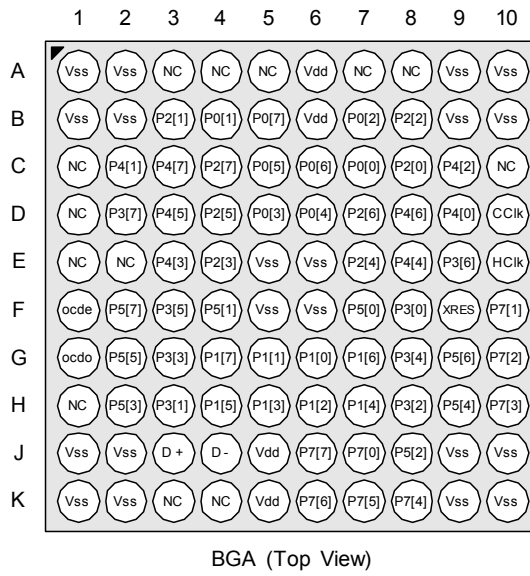 1 2 3 4 5 6 7 8 9 10
A Vss Vss NC NC NC Vdd NC NC Vss Vss
B Vss Vss P2[1] P0[1] P0[7] Vdd P0[2] P2[2] Vss Vss
C NC P4[1] P4[7] P2[7] P0[5] P0[6] P0[0] P2[0] P4[2] NC
D NC P3[7] P4[5] P2[5] P0[3] P0[4] P2[6] P4[6] P4[0] CClk
E NC NC P4[3] P2[3] Vss Vss P2[4] P4[4] P3[6] HClk
F ocde P5[7] P3[5] P5[1] Vss Vss P5[0] P3[0] XRES P7[1]
G ocdo P5[5] P3[3] P1[7] P1[1] P1[0] P1[6] P3[4] P5[6] P7[2]
H NC P5[3] P3[1] P1[5] P1[3] P1[2] P1[4] P3[2] P5[4] P7[3]
J Vss Vss D + D - Vdd P7[7] P7[0] P5[2] Vss Vss
K Vss Vss NC NC Vdd P7[6] P7[5] P7[4] Vss Vss
BGA (Top View)